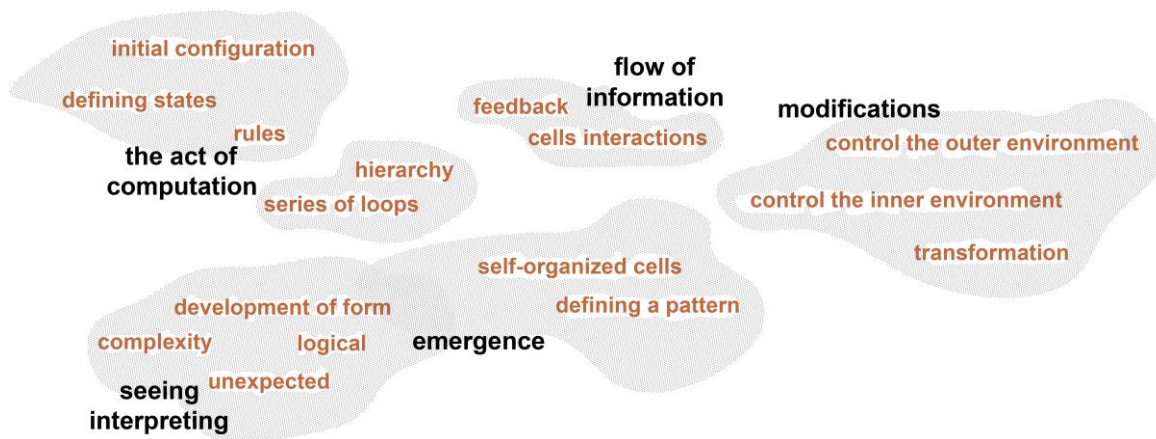 initial configuration
defining states
rules
the act of
computation
hierarchy
series of loops
feedback
flow of
information
cells interactions
modifications
control the outer environment
control the inner environment
transformation
self-organized cells
defining a pattern
emergence
development of form
complexity
logical
unexpected
seeing
interpreting